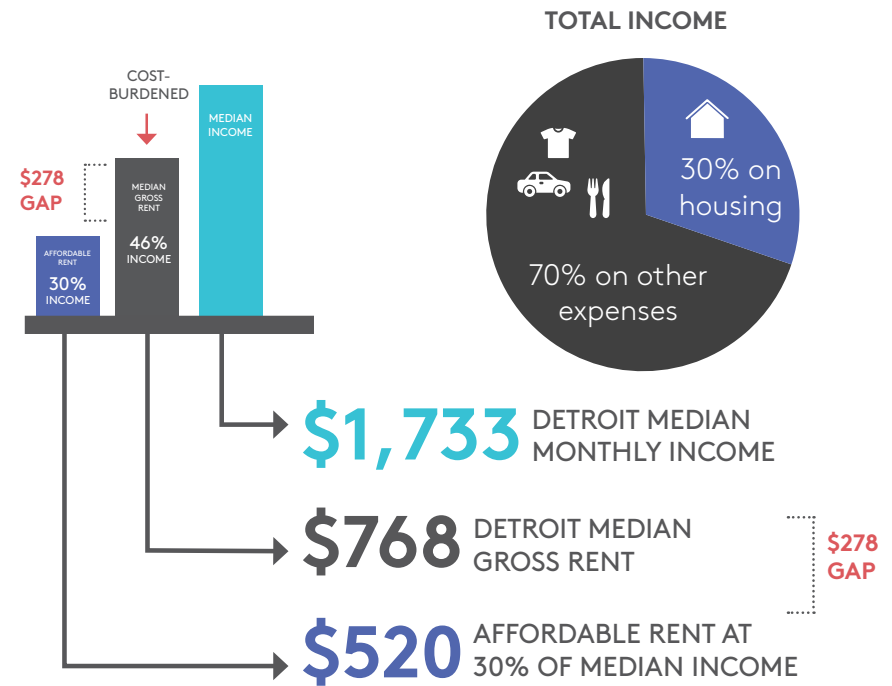 TOTAL INCOME
COST-
BURDENED
MEDIAN
INCOME
$278
GAP
MEDIAN
GROSS
RENT
46%
INCOME
AFFORDABLE
RENT
30%
INCOME
30% on
housing
70% on other
expenses
$1,733
DETROIT MEDIAN
MONTHLY INCOME
$768
DETROIT MEDIAN
GROSS RENT
$278
GAP
$520
AFFORDABLE RENT AT
30% OF MEDIAN INCOME